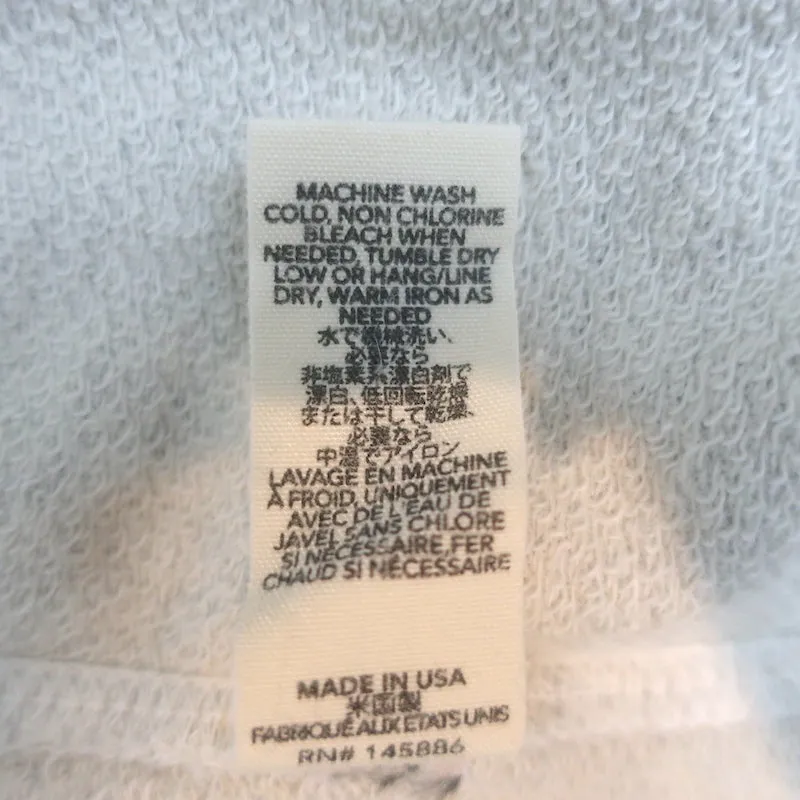 MACHINE WASH
COLD, NON CHLORINE
BLEACH WHEN
NEEDED, TUMBLE DRY
LOW OR HANG/LINE
DRY, WARM IRON AS
NEEDED
水で機械洗い、
必要なら
非塩素系漂白剤で
漂白、低回転乾燥
または干して乾燥、
必要なら
中温でアイロン
LAVAGE EN MACHINE
À FROID, UNIQUEMENT
AVEC DE L'EAU DE
JAVEL SANS CHLORE
SI NÉCESSAIRE,FER
CHAUD SI NÉCESSAIRE
MADE IN USA
米国製
FABRIQUÉ AUX ETATS UNIS
RN# 145886